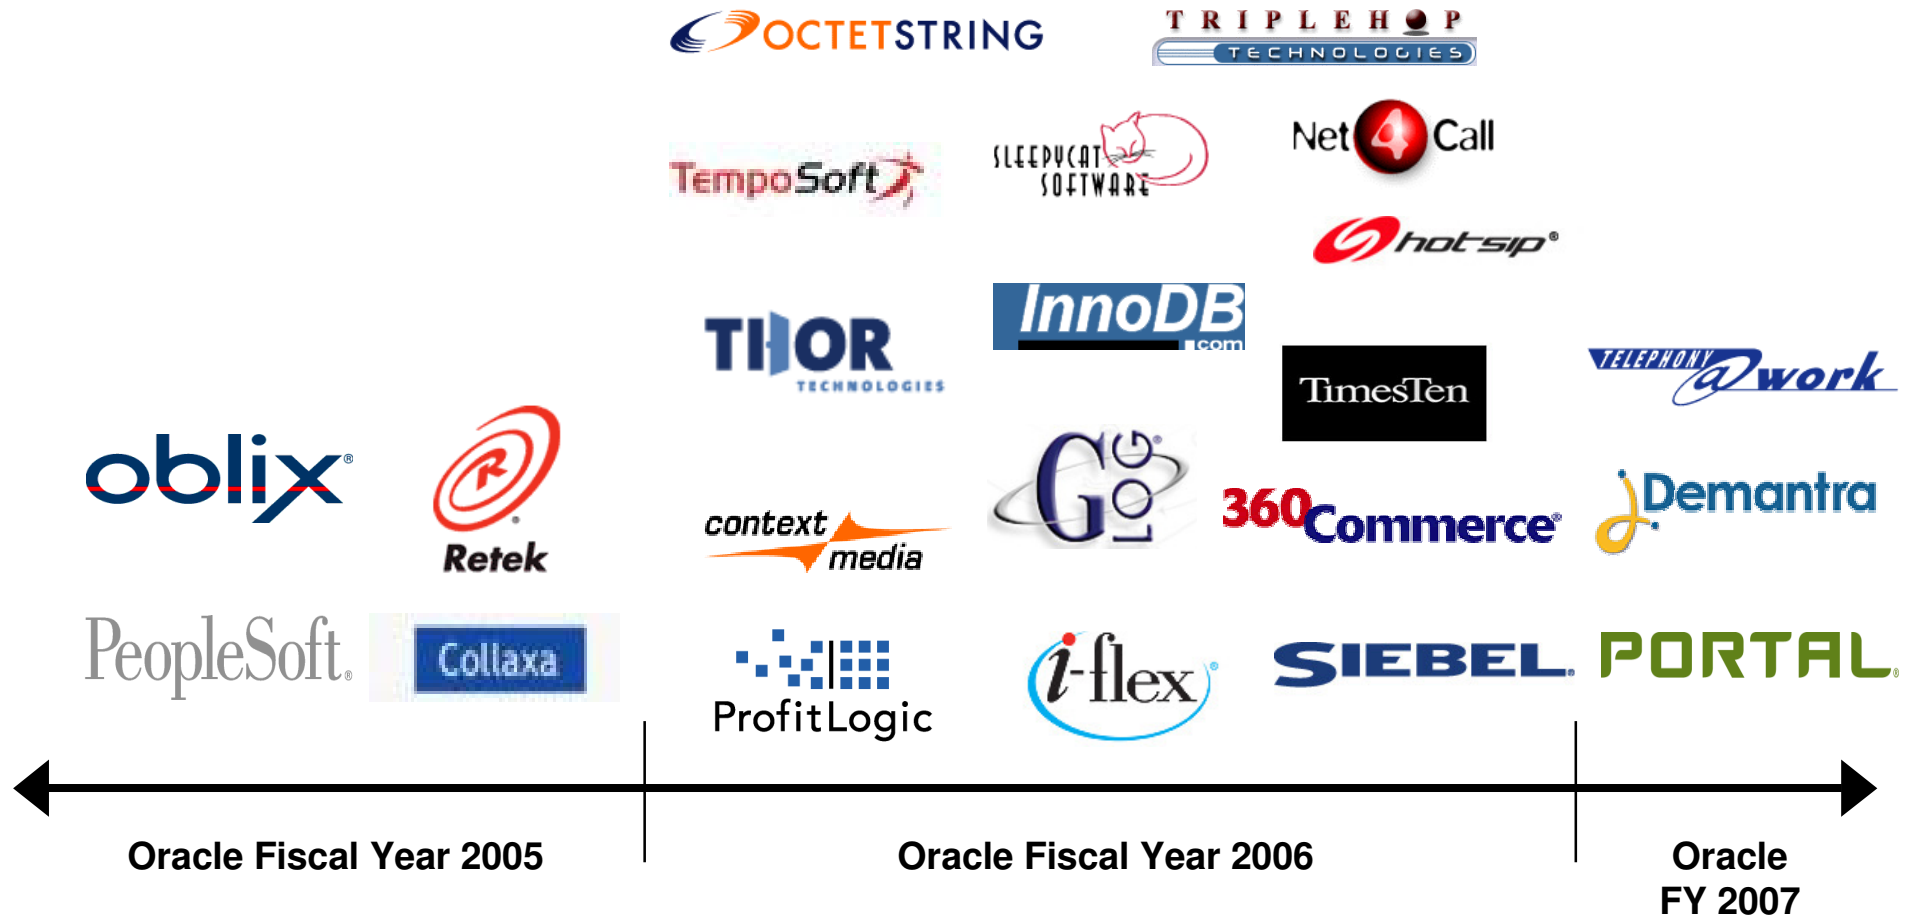 OCTETSTRING
TRIPLEHOP
TECHNOLOGIES
TempoSoft
SLEEPYCAT
SOFTWARE
Net4Call
hotsip®
THOR
TECHNOLOGIES
InnoDB
.com
TimesTen
TELEPHONY
@work
oblix®
R
Retek
context
media
G
LOG®
360Commerce®
Demantra
PeopleSoft®
Collaxa
ProfitLogic
i-flex®
SIEBEL
PORTAL®
Oracle Fiscal Year 2005
Oracle Fiscal Year 2006
Oracle
FY 2007